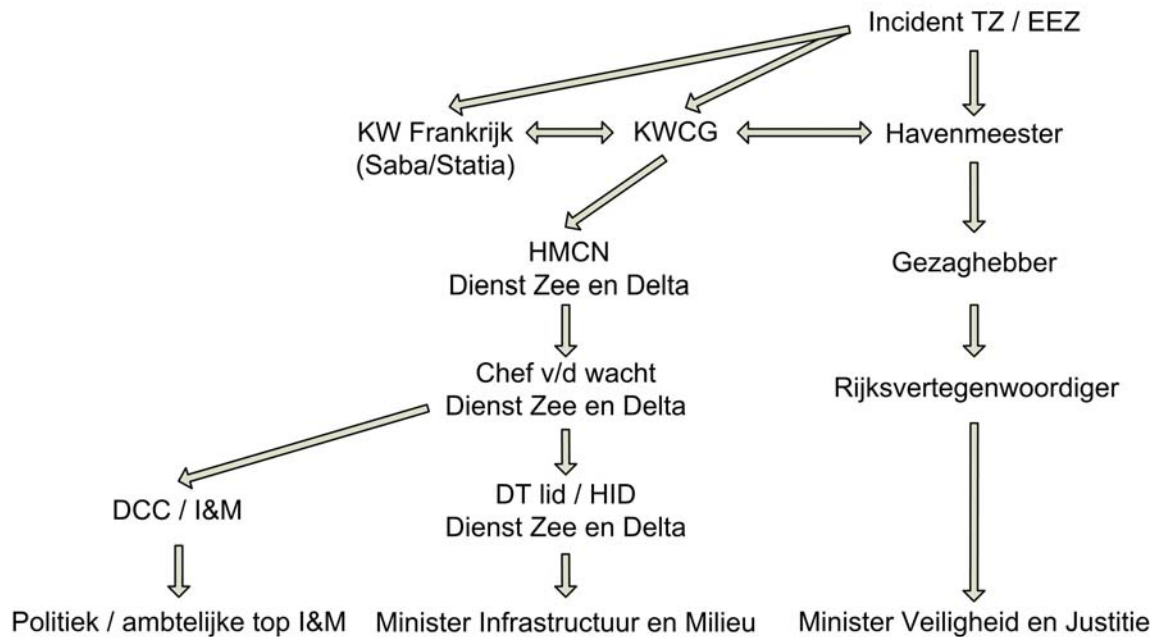 Incident TZ / EEZ
KW Frankrijk
(Saba/Statia)
KWCG
Havenmeester
HMCN
Dienst Zee en Delta
Gezaghebber
Chef v/d wacht
Dienst Zee en Delta
Rijksvertegenwoordiger
DCC / I&M
DT lid / HID
Dienst Zee en Delta
Politiek / ambtelijke top I&M
Minister Infrastructuur en Milieu
Minister Veiligheid en Justitie